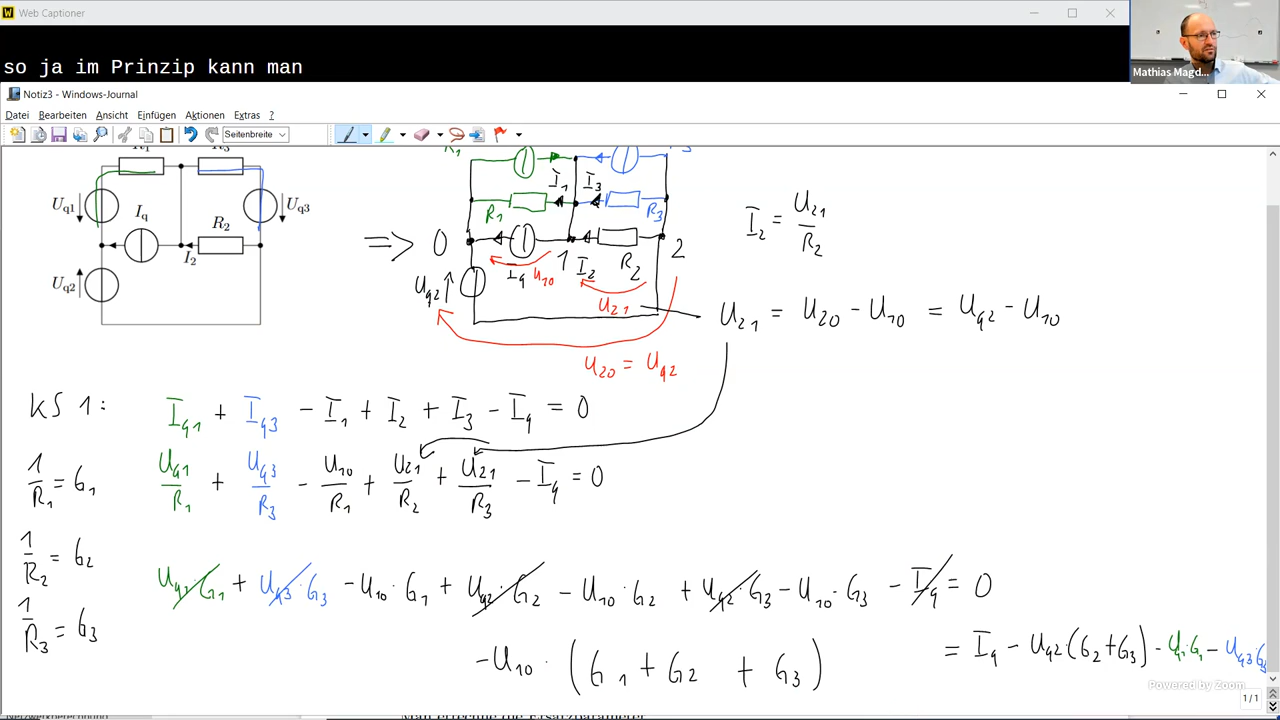 Web Captioner
so ja im Prinzip kann man
Mathias Magd...
Notiz3 - Windows-Journal
Datei Bearbeiten Ansicht Einfügen Aktionen Extras ?
Seitenbreite
R1 R3
Uq1 Iq Uq3
R2
I2
Uq2
R1
I1 I3
R1 R3
=> 0 1 2
Iq U10 I2 R2
Uq2
U21
U20 = Uq2
I2 = U21 / R2
U21 = U20 - U10 = Uq2 - U10
KS 1: Iq1 + Iq3 - I1 + I2 + I3 - Iq = 0
1/R1 = G1 Uq1/R1 + Uq3/R3 - U10/R1 + U21/R2 + U21/R3 - Iq = 0
1/R2 = G2
Uq1·G1 + Uq3·G3 - U10·G1 + Uq2·G2 - U10·G2 + Uq2·G3 - U10·G3 - Iq = 0
1/R3 = G3
-U10·(G1 + G2 + G3) = Iq - Uq2·(G2+G3) - Uq1·G1 - Uq3·G3
Powered by Zoom
1/1